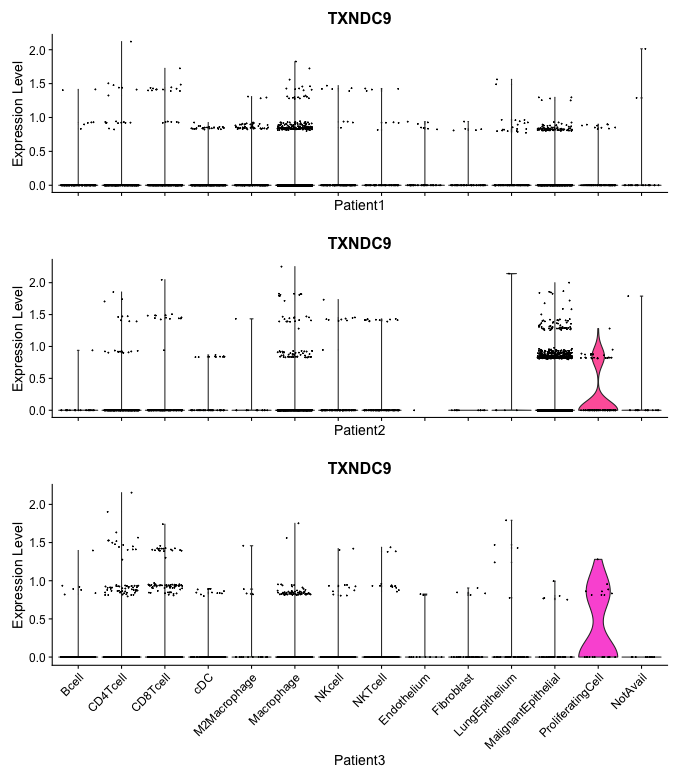 TXNDC9
Expression Level
2.0
1.5
1.0
0.5
0.0
Patient1
TXNDC9
Expression Level
2.0
1.5
1.0
0.5
0.0
Patient2
TXNDC9
Expression Level
2.0
1.5
1.0
0.5
0.0
Bcell
CD4Tcell
CD8Tcell
cDC
M2Macrophage
Macrophage
NKcell
NKTcell
Endothelium
Fibroblast
LungEpithelium
MalignantEpithelial
ProliferatingCell
NotAvail
Patient3